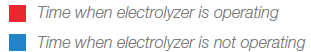 Time when electrolyzer is operating
Time when electrolyzer is not operating